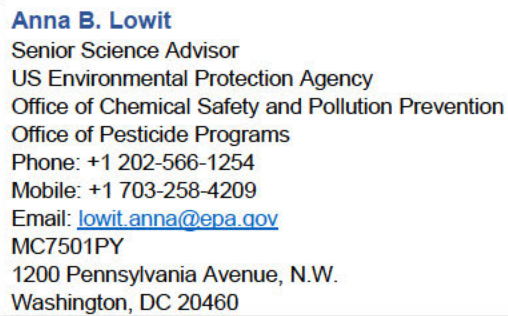 Anna B. Lowit
Senior Science Advisor
US Environmental Protection Agency
Office of Chemical Safety and Pollution Prevention
Office of Pesticide Programs
Phone: +1 202-566-1254
Mobile: +1 703-258-4209
Email: lowit.anna@epa.gov
MC7501PY
1200 Pennsylvania Avenue, N.W.
Washington, DC 20460